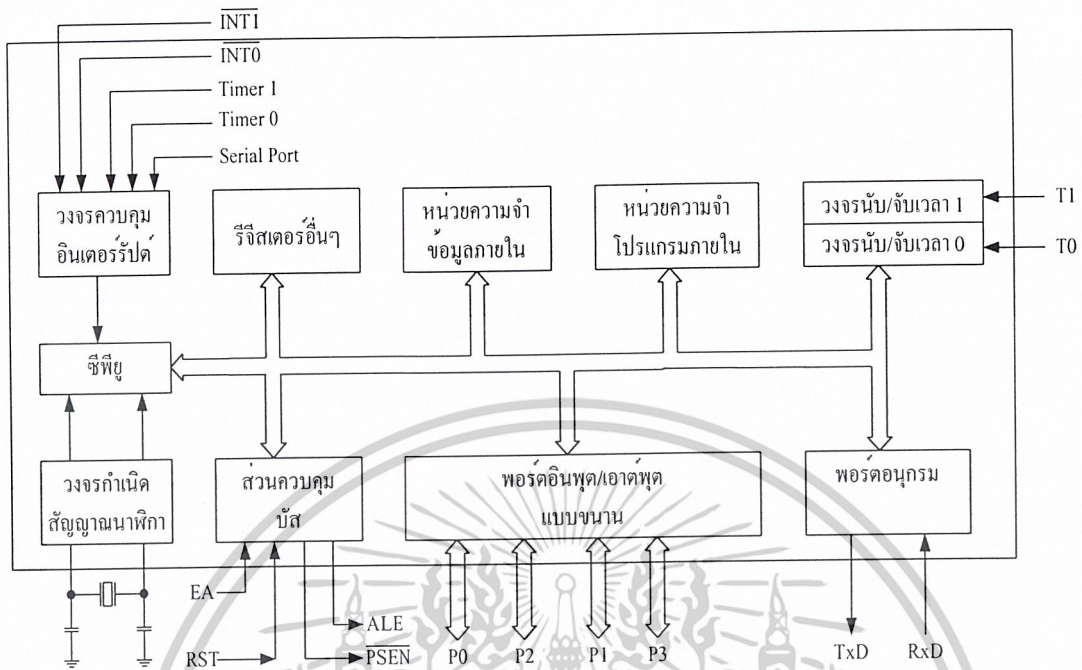 INT1
INT0
Timer 1
Timer 0
Serial Port
วงจรควบคุม
อินเตอร์รัปต์
รีจีสเตอร์อื่นๆ
หน่วยความจำ
ข้อมูลภายใน
หน่วยความจำ
โปรแกรมภายใน
วงจรนับ/จับเวลา 1
วงจรนับ/จับเวลา 0
T1
T0
ซีพียู
วงจรกำเนิด
สัญญาณนาฬิกา
ส่วนควบคุม
บัส
พอร์ตอินพุต/เอาต์พุต
แบบขนาน
พอร์ตอนุกรม
EA
RST
ALE
PSEN
P0
P2
P1
P3
TxD
RxD